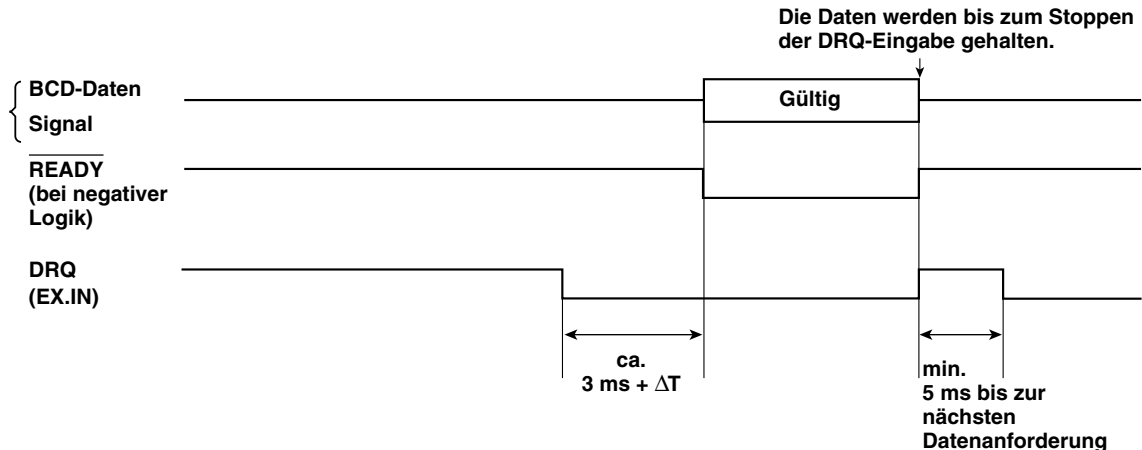 Die Daten werden bis zum Stoppen
der DRQ-Eingabe gehalten.
BCD-Daten
Signal
Gültig
READY
(bei negativer
Logik)
DRQ
(EX.IN)
ca.
3 ms + ΔT
min.
5 ms bis zur
nächsten
Datenanforderung